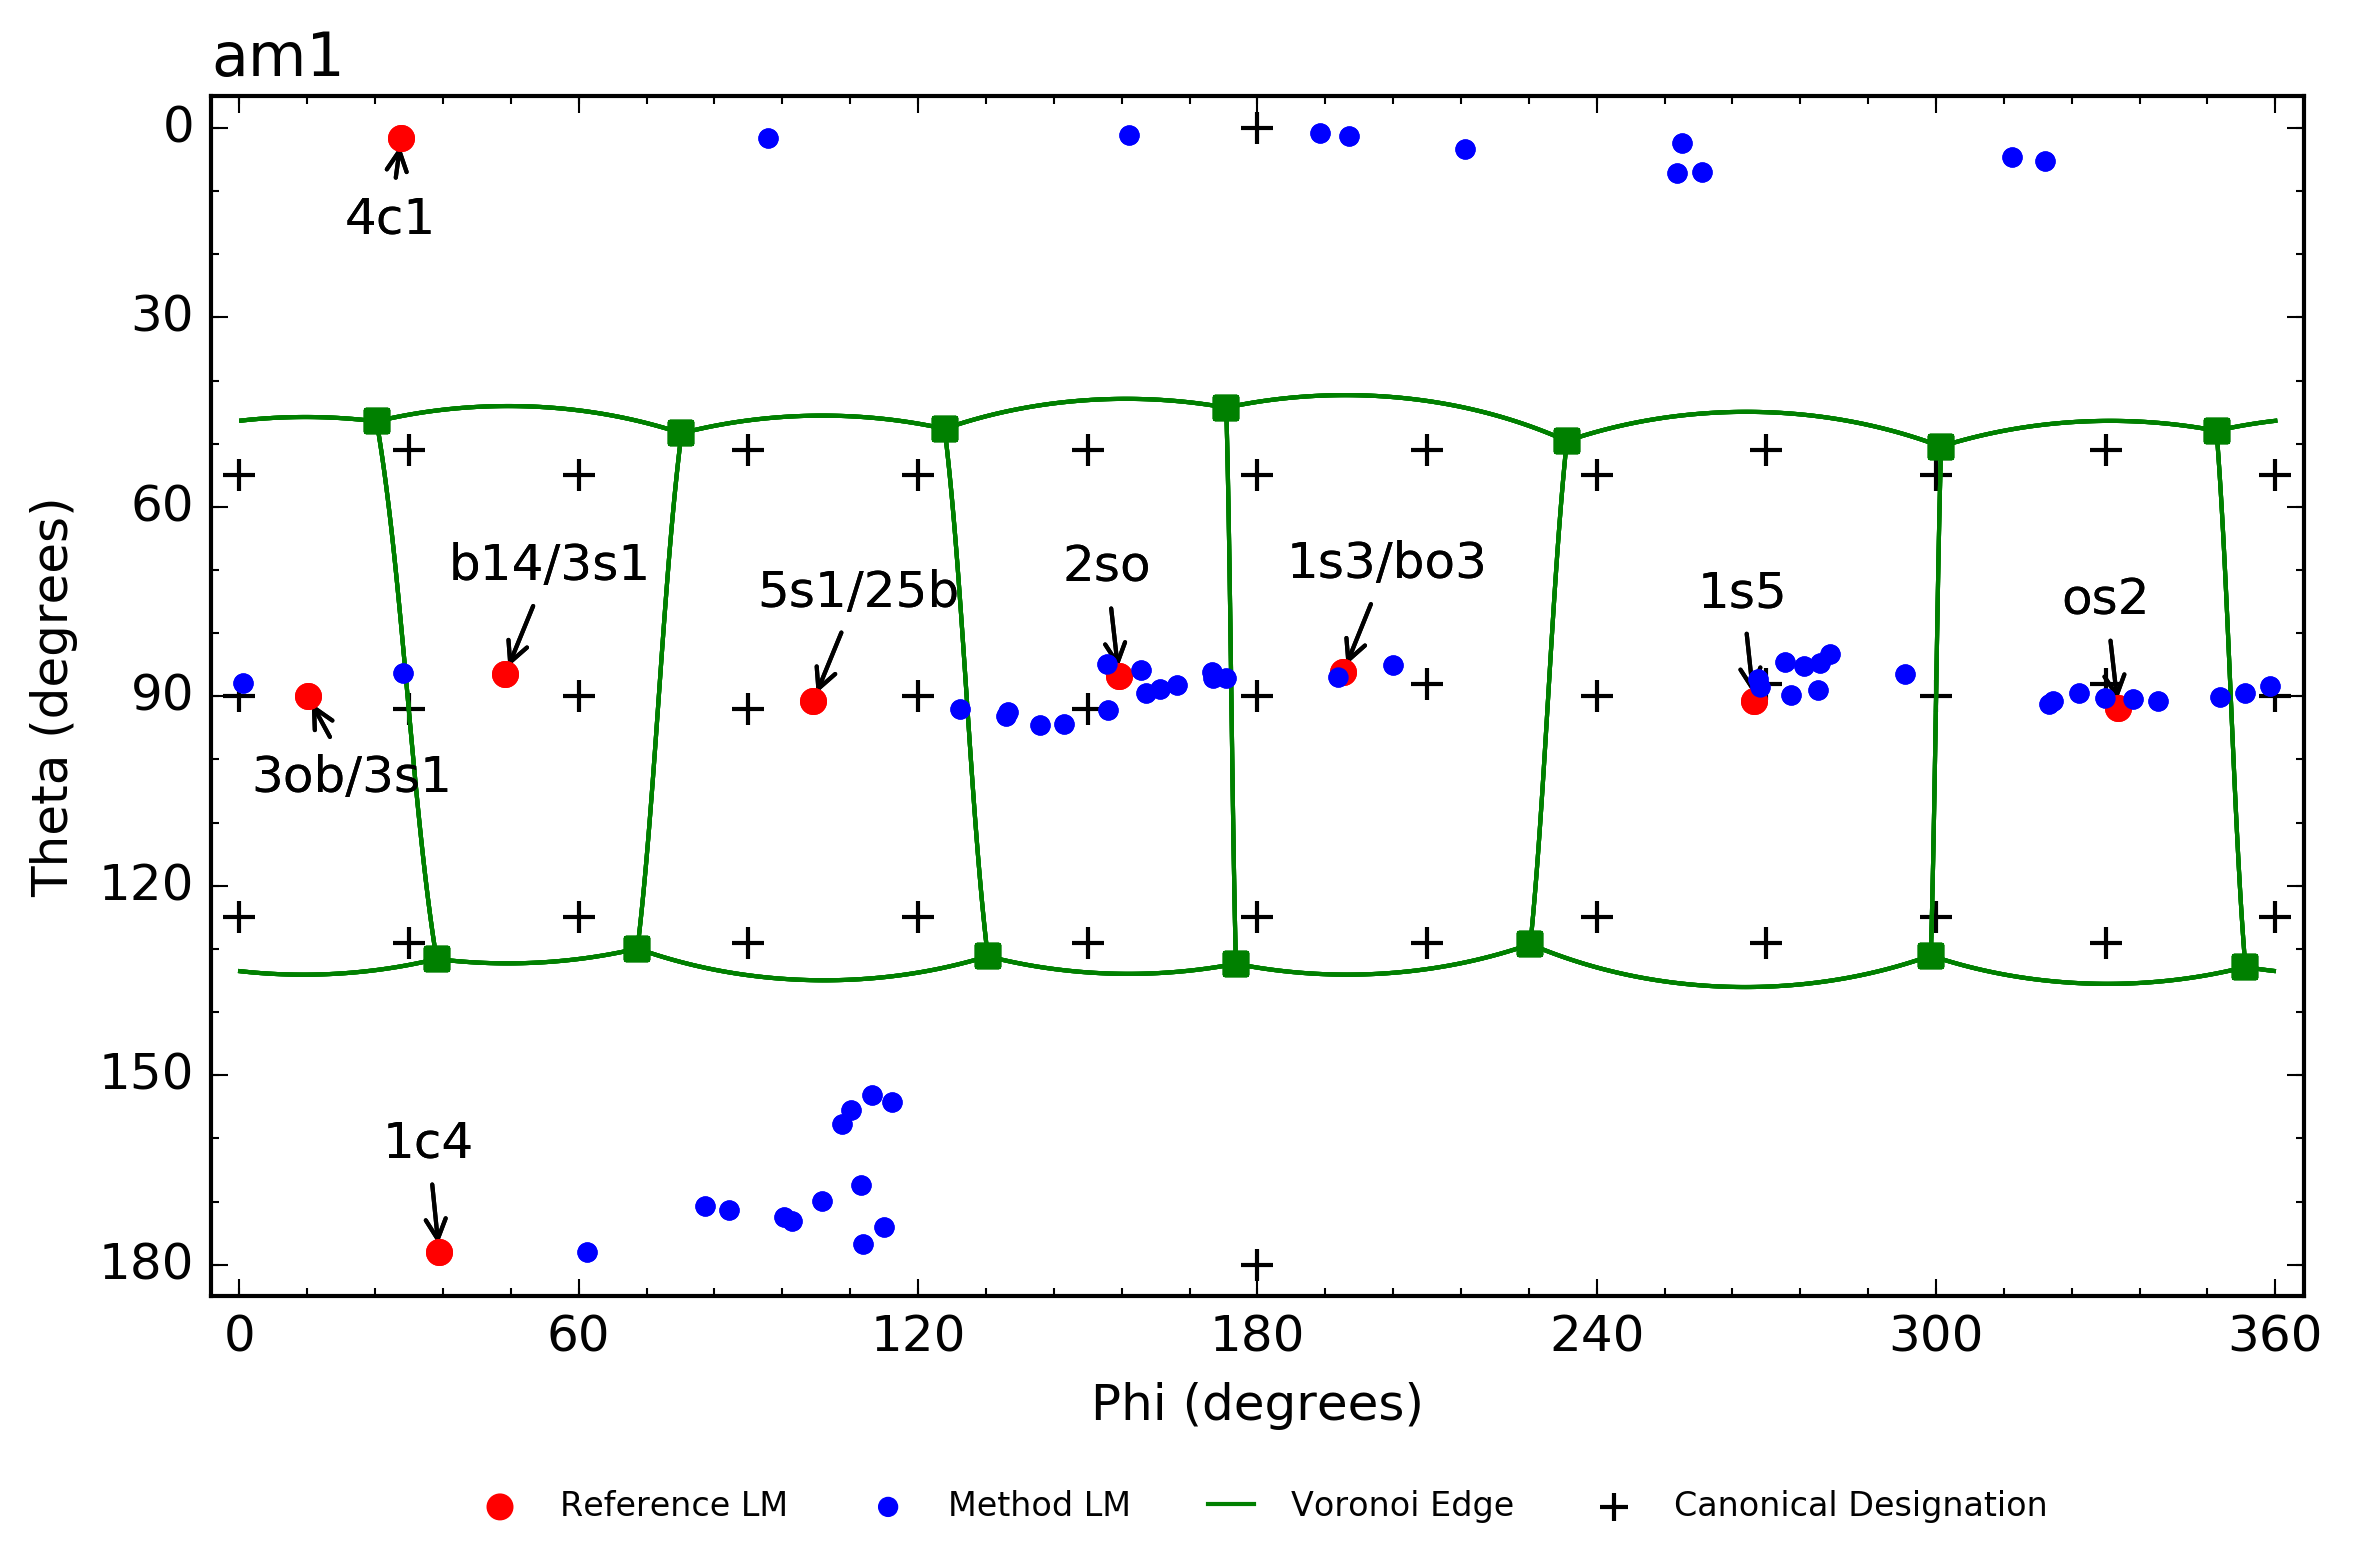 am1
0
30
60
90
120
150
180
Theta (degrees)
4c1
b14/3s1
5s1/25b
2so
1s3/bo3
1s5
os2
3ob/3s1
1c4
0 60 120 180 240 300 360
Phi (degrees)
Reference LM Method LM Voronoi Edge Canonical Designation